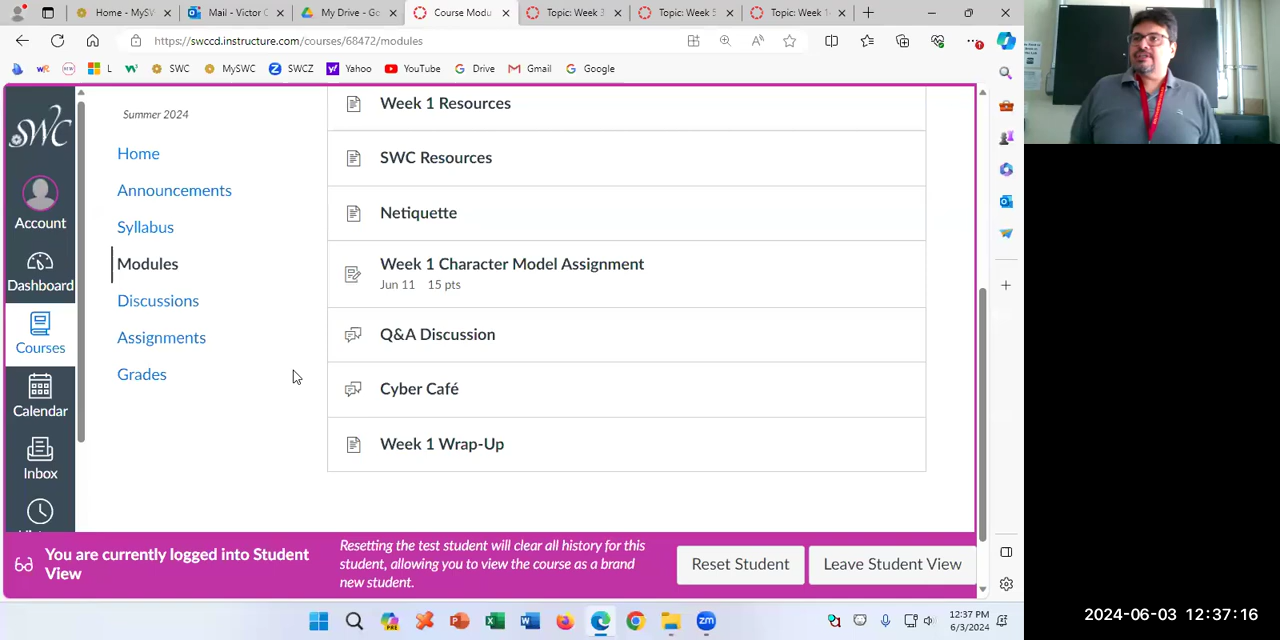 Home - MySW
Mail - Victor C
My Drive - Go
Course Modu
Topic: Week 3
Topic: Week 5
Topic: Week 1
https://swccd.instructure.com/courses/68472/modules
L
SWC
MySWC
SWCZ
Yahoo
YouTube
Drive
Gmail
Google
SWC
Account
Dashboard
Courses
Calendar
Inbox
Summer 2024
Home
Announcements
Syllabus
Modules
Discussions
Assignments
Grades
Week 1 Resources
SWC Resources
Netiquette
Week 1 Character Model Assignment
Jun 11 15 pts
Q&A Discussion
Cyber Café
Week 1 Wrap-Up
You are currently logged into Student
View
Resetting the test student will clear all history for this
student, allowing you to view the course as a brand
new student.
Reset Student
Leave Student View
12:37 PM
6/3/2024
2024-06-03 12:37:16